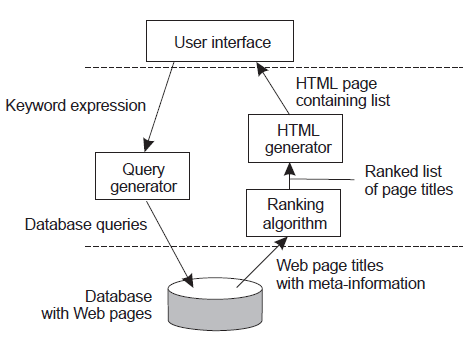 User interface
HTML page
containing list
Keyword expression
HTML
generator
Query
generator
Ranked list
of page titles
Ranking
algorithm
Database queries
Web page titles
with meta-information
Database
with Web pages